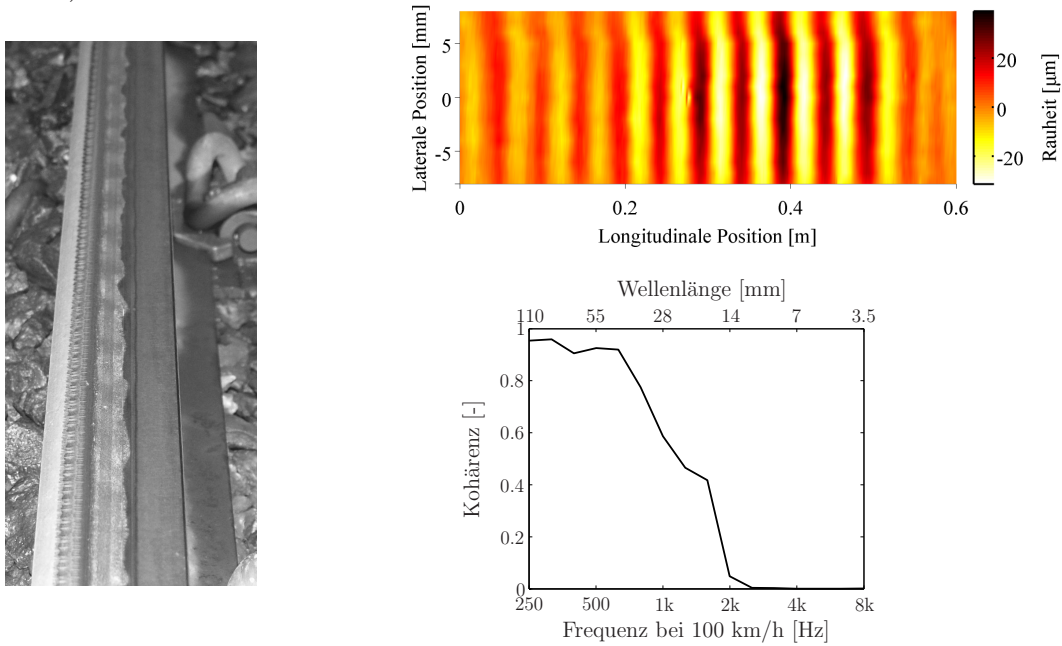 Laterale Position [mm]
5
0
-5
0
0.2
0.4
0.6
Longitudinale Position [m]
20
0
-20
Rauheit [µm]
Wellenlänge [mm]
110 55 28 14 7 3.5
1
0.8
0.6
0.4
0.2
0
Kohärenz [-]
250 500 1k 2k 4k 8k
Frequenz bei 100 km/h [Hz]